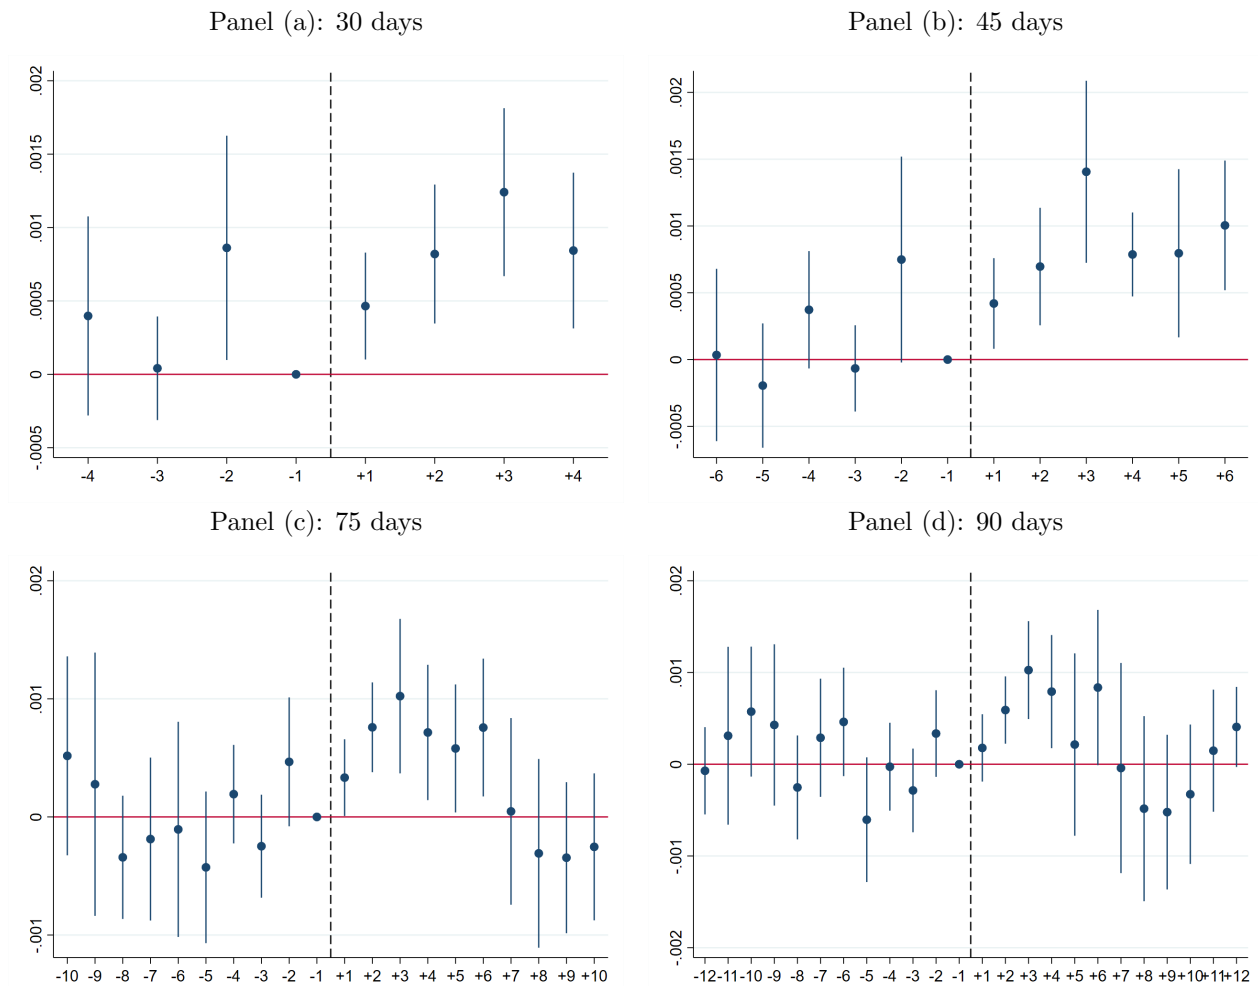 Panel (a): 30 days
Panel (b): 45 days
.002
.0015
.001
.0005
0
-.0005
-4 -3 -2 -1 +1 +2 +3 +4
.002
.0015
.001
.0005
0
-.0005
-6 -5 -4 -3 -2 -1 +1 +2 +3 +4 +5 +6
Panel (c): 75 days
Panel (d): 90 days
.002
.001
0
-.001
-10 -9 -8 -7 -6 -5 -4 -3 -2 -1 +1 +2 +3 +4 +5 +6 +7 +8 +9 +10
.002
.001
0
-.001
-.002
-12 -11 -10 -9 -8 -7 -6 -5 -4 -3 -2 -1 +1 +2 +3 +4 +5 +6 +7 +8 +9 +10 +11 +12